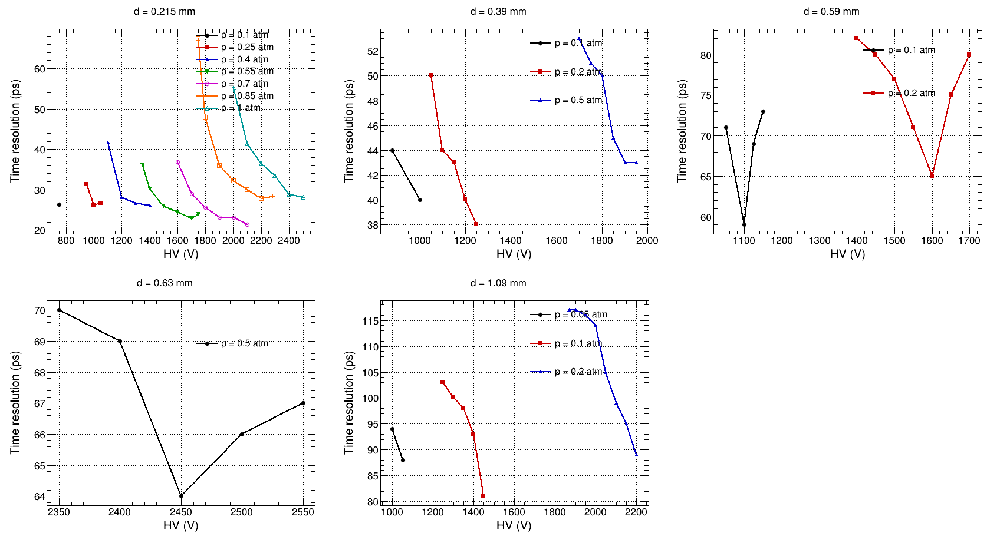 d = 0.215 mm
Time resolution (ps)
60
50
40
30
20
p = 0.1 atm
p = 0.25 atm
p = 0.4 atm
p = 0.55 atm
p = 0.7 atm
p = 0.85 atm
p = 1 atm
800 1000 1200 1400 1600 1800 2000 2200 2400
HV (V)
d = 0.39 mm
Time resolution (ps)
52
50
48
46
44
42
40
38
p = 0.1 atm
p = 0.2 atm
p = 0.5 atm
1000 1200 1400 1600 1800 2000
HV (V)
d = 0.59 mm
Time resolution (ps)
80
75
70
65
60
p = 0.1 atm
p = 0.2 atm
1100 1200 1300 1400 1500 1600 1700
HV (V)
d = 0.63 mm
Time resolution (ps)
70
69
68
67
66
65
64
p = 0.5 atm
2350 2400 2450 2500 2550
HV (V)
d = 1.09 mm
Time resolution (ps)
115
110
105
100
95
90
85
80
p = 0.05 atm
p = 0.1 atm
p = 0.2 atm
1000 1200 1400 1600 1800 2000 2200
HV (V)